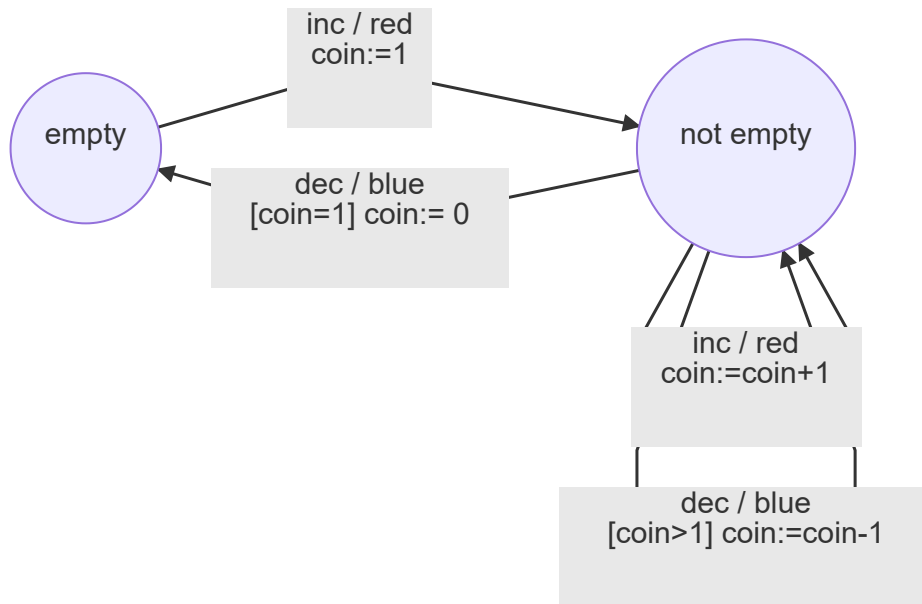 inc / red
coin:=1
empty
not empty
dec / blue
[coin=1] coin:= 0
inc / red
coin:=coin+1
dec / blue
[coin>1] coin:=coin-1